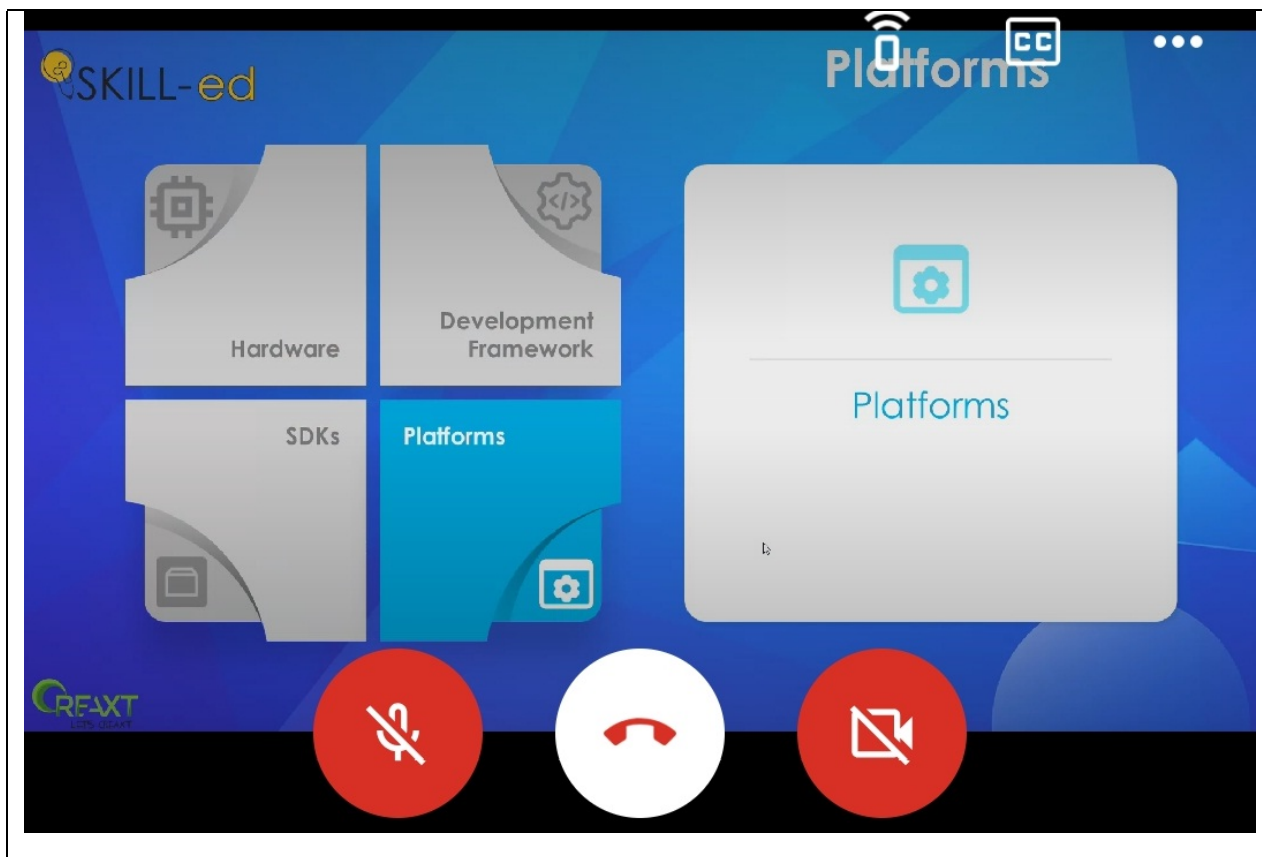 SKILL-ed
Platforms
CC
Hardware
Development
Framework
SDKs
Platforms
Platforms
CREAXT